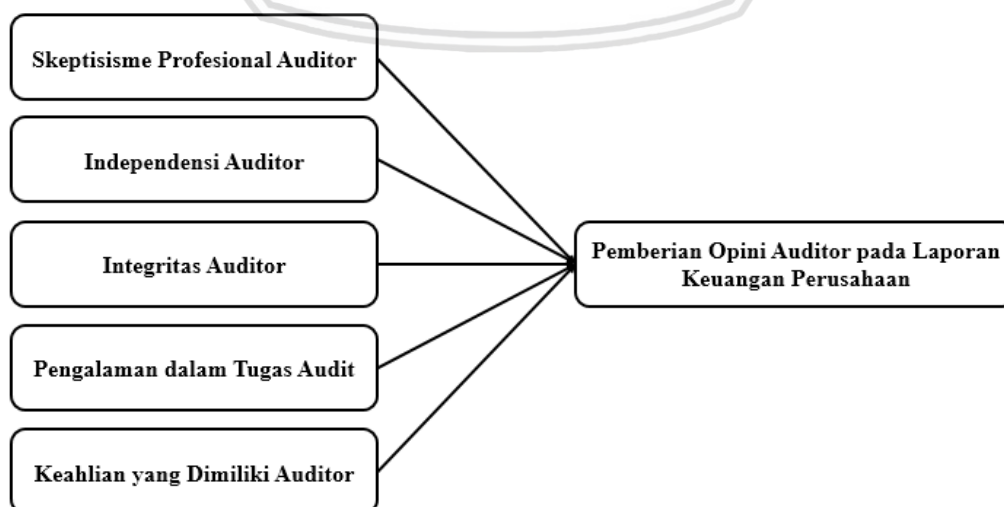 Skeptisisme Profesional Auditor
Independensi Auditor
Integritas Auditor
Pengalaman dalam Tugas Audit
Keahlian yang Dimiliki Auditor
Pemberian Opini Auditor pada Laporan
Keuangan Perusahaan